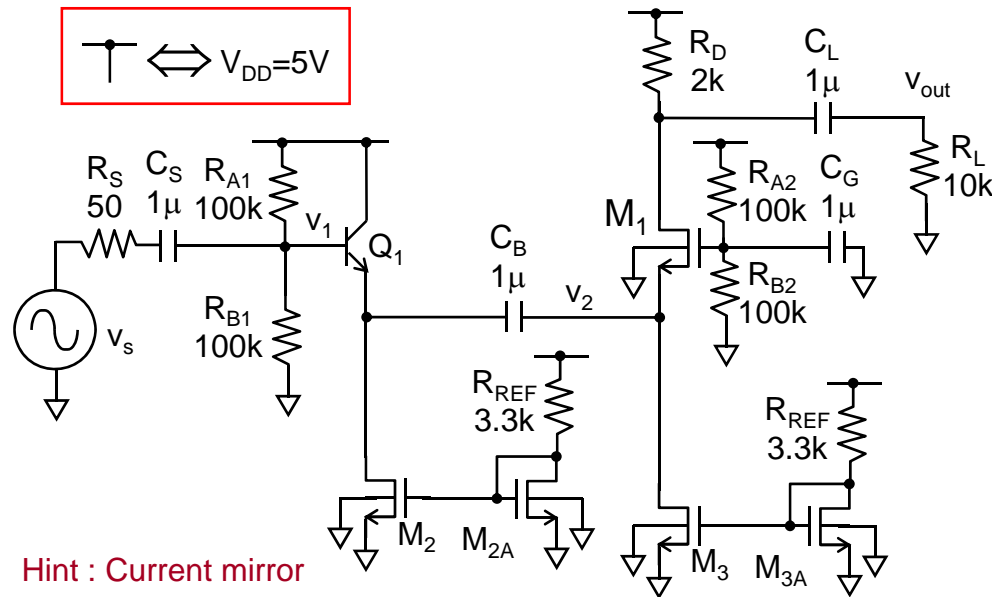 V_DD=5V
R_D
2k
C_L
1μ
v_out
R_L
10k
R_S
50
C_S
1μ
R_A1
100k
v_1
Q_1
R_B1
100k
v_s
C_B
1μ
v_2
M_1
R_A2
100k
C_G
1μ
R_B2
100k
R_REF
3.3k
R_REF
3.3k
M_2
M_2A
M_3
M_3A
Hint : Current mirror